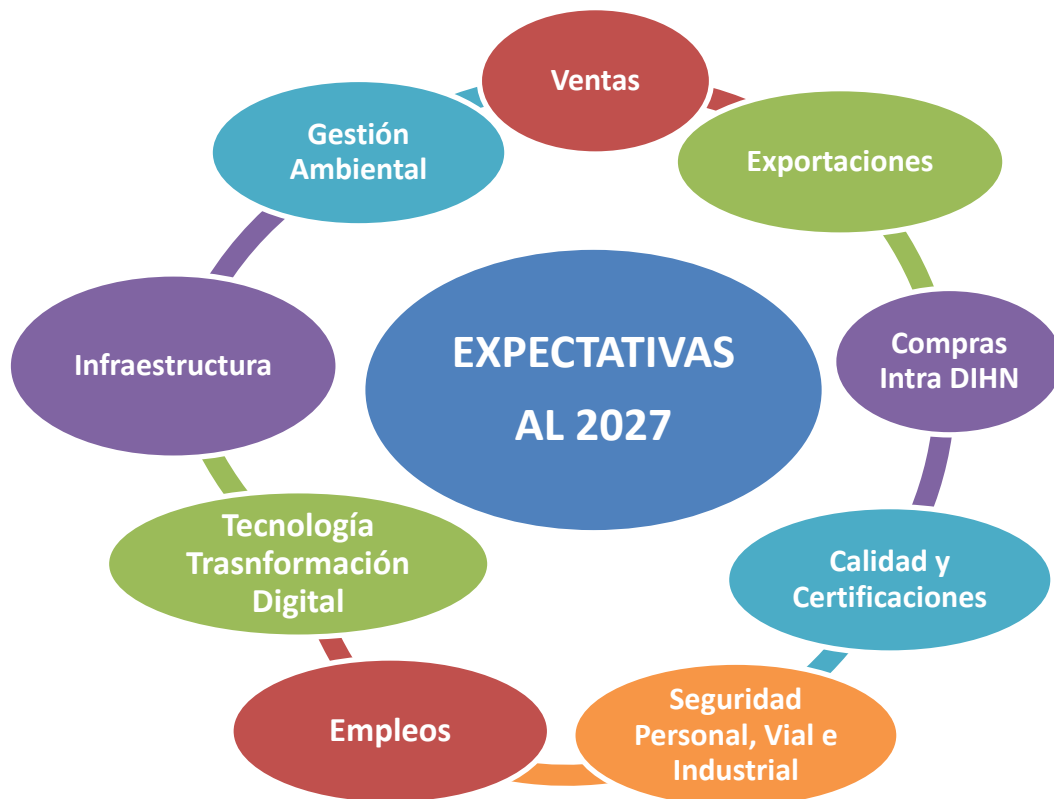 Ventas
Exportaciones
Compras
Intra DIHN
Calidad y
Certificaciones
Seguridad
Personal, Vial e
Industrial
Empleos
Tecnología
Trasnformación
Digital
Infraestructura
Gestión
Ambiental
EXPECTATIVAS
AL 2027